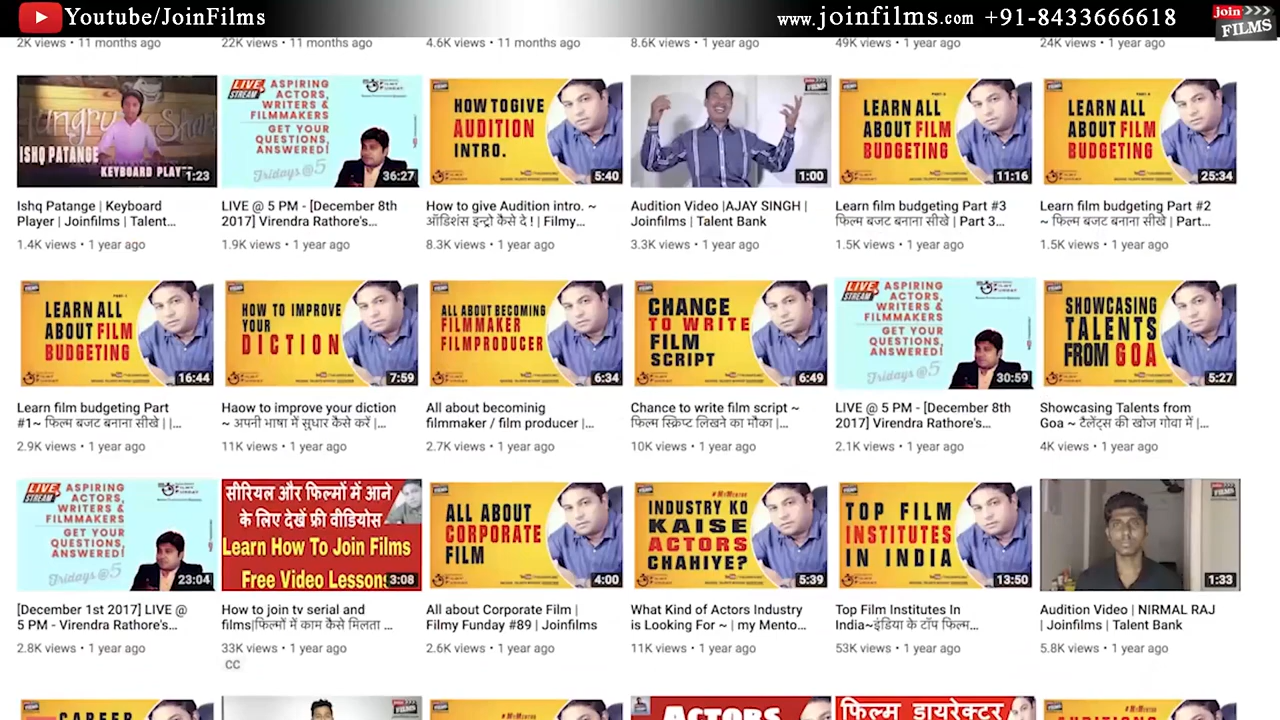 Youtube/JoinFilms
www.joinfilms.com +91-8433666618
join
FILMS
2K views • 11 months ago
22K views • 11 months ago
4.6K views • 11 months ago
8.6K views • 1 year ago
49K views • 1 year ago
24K views • 1 year ago
ISHQ PATANGE
1:23
LIVE
STREAM
ASPIRING
ACTORS,
WRITERS &
FILMMAKERS
GET YOUR
QUESTIONS,
ANSWERED!
Fridays @5
36:27
HOW TO GIVE
AUDITION
INTRO.
5:40
1:00
PART 3
LEARN ALL
ABOUT FILM
BUDGETING
11:16
LEARN ALL
ABOUT FILM
BUDGETING
25:34
Ishq Patange | Keyboard
Player | Joinfilms | Talent...
1.4K views • 1 year ago
LIVE @ 5 PM - [December 8th
2017] Virendra Rathore's...
1.9K views • 1 year ago
How to give Audition intro. ~
ऑडिशंस इन्ट्रो कैसे दे ! | Filmy...
8.3K views • 1 year ago
Audition Video |AJAY SINGH |
Joinfilms | Talent Bank
3.3K views • 1 year ago
Learn film budgeting Part #3
फिल्म बजट बनाना सीखे | Part 3...
1.5K views • 1 year ago
Learn film budgeting Part #2
~ फिल्म बजट बनाना सीखे | Part...
1.5K views • 1 year ago
LEARN ALL
ABOUT FILM
BUDGETING
16:44
HOW TO IMPROVE
YOUR
DICTION
7:59
ALL ABOUT BECOMING
FILMMAKER
FILMPRODUCER
6:34
CHANCE
TO WRITE
FILM
SCRIPT
6:49
LIVE
STREAM
ASPIRING
ACTORS,
WRITERS &
FILMMAKERS
GET YOUR
QUESTIONS,
ANSWERED!
Fridays @5
30:59
SHOWCASING
TALENTS
FROM GOA
5:27
Learn film budgeting Part
#1~ फिल्म बजट बनाना सीखे | |...
2.9K views • 1 year ago
Haow to improve your diction
~ अपनी भाषा में सुधार कैसे करें |...
11K views • 1 year ago
All about becominig
filmmaker / film producer |...
2.7K views • 1 year ago
Chance to write film script ~
फिल्म स्क्रिप्ट लिखने का मौका |...
10K views • 1 year ago
LIVE @ 5 PM - [December 8th
2017] Virendra Rathore's...
2.1K views • 1 year ago
Showcasing Talents from
Goa ~ टैलेंट्स की खोज गोवा में |...
4K views • 1 year ago
LIVE
STREAM
ASPIRING
ACTORS,
WRITERS &
FILMMAKERS
GET YOUR
QUESTIONS,
ANSWERED!
Fridays @5
23:04
सीरियल और फिल्मों में आने
के लिए देखें फ्री वीडियोस
Learn How To Join Films
Free Video Lessons
3:08
ALL ABOUT
CORPORATE
FILM
4:00
#MyMentor
INDUSTRY KO
KAISE
ACTORS
CHAHIYE?
5:39
TOP FILM
INSTITUTES
IN INDIA
13:50
1:33
[December 1st 2017] LIVE @
5 PM - Virendra Rathore's...
2.8K views • 1 year ago
How to join tv serial and
films|फिल्मों में काम कैसे मिलता ...
33K views • 1 year ago
CC
All about Corporate Film |
Filmy Funday #89 | Joinfilms
2.6K views • 1 year ago
What Kind of Actors Industry
is Looking For ~ | my Mento...
11K views • 1 year ago
Top Film Institutes In
India~इंडिया के टॉप फिल्म...
53K views • 1 year ago
Audition Video | NIRMAL RAJ
| Joinfilms | Talent Bank
5.8K views • 1 year ago
CAREER
ACTORS
फिल्म डायरेक्टर